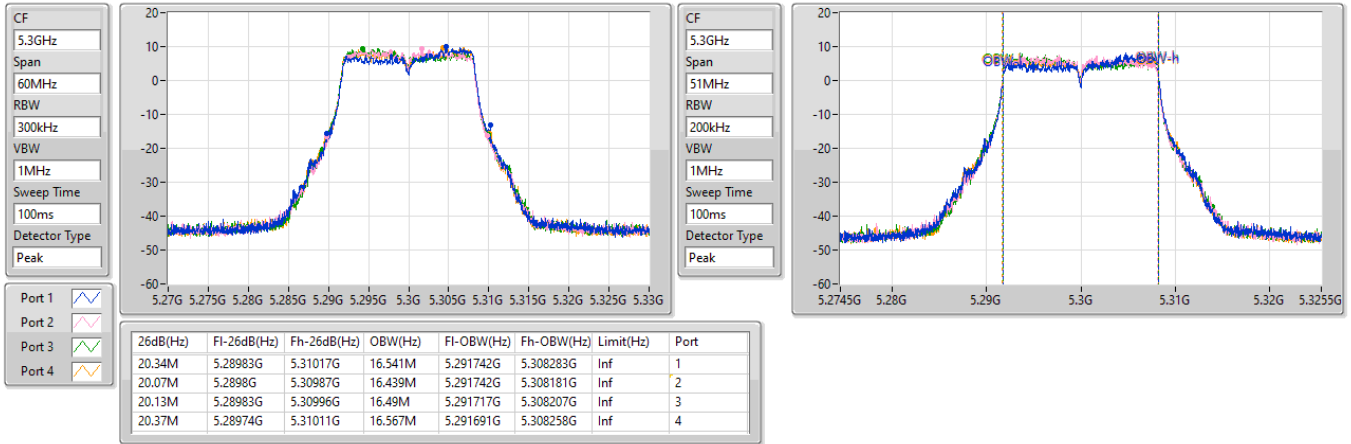 CF
5.3GHz
Span
60MHz
RBW
300kHz
VBW
1MHz
Sweep Time
100ms
Detector Type
Peak
20
10
0
-10
-20
-30
-40
-50
-60
5.27G 5.275G 5.28G 5.285G 5.29G 5.295G 5.3G 5.305G 5.31G 5.315G 5.32G 5.325G 5.33G
CF
5.3GHz
Span
51MHz
RBW
200kHz
VBW
1MHz
Sweep Time
100ms
Detector Type
Peak
20
10
0
-10
-20
-30
-40
-50
-60
OBW-h
5.2745G 5.28G 5.29G 5.3G 5.31G 5.32G 5.3255G
Port 1
Port 2
Port 3
Port 4
26dB(Hz) Fl-26dB(Hz) Fh-26dB(Hz) OBW(Hz) Fl-OBW(Hz) Fh-OBW(Hz) Limit(Hz) Port
20.34M 5.28983G 5.31017G 16.541M 5.291742G 5.308283G Inf 1
20.07M 5.2898G 5.30987G 16.439M 5.291742G 5.308181G Inf 2
20.13M 5.28983G 5.30996G 16.49M 5.291717G 5.308207G Inf 3
20.37M 5.28974G 5.31011G 16.567M 5.291691G 5.308258G Inf 4